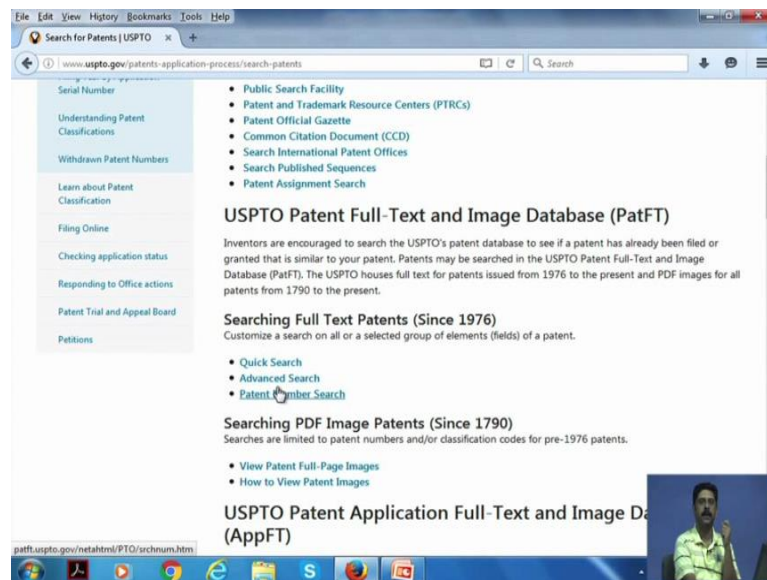 File Edit View History Bookmarks Tools Help
Search for Patents | USPTO × +
www.uspto.gov/patents-application-process/search-patents
Search
Serial Number
Understanding Patent
Classifications
Withdrawn Patent Numbers
Learn about Patent
Classification
Filing Online
Checking application status
Responding to Office actions
Patent Trial and Appeal Board
Petitions
• Public Search Facility
• Patent and Trademark Resource Centers (PTRCs)
• Patent Official Gazette
• Common Citation Document (CCD)
• Search International Patent Offices
• Search Published Sequences
• Patent Assignment Search
USPTO Patent Full-Text and Image Database (PatFT)
Inventors are encouraged to search the USPTO's patent database to see if a patent has already been filed or
granted that is similar to your patent. Patents may be searched in the USPTO Patent Full-Text and Image
Database (PatFT). The USPTO houses full text for patents issued from 1976 to the present and PDF images for all
patents from 1790 to the present.
Searching Full Text Patents (Since 1976)
Customize a search on all or a selected group of elements (fields) of a patent.
• Quick Search
• Advanced Search
• Patent Number Search
Searching PDF Image Patents (Since 1790)
Searches are limited to patent numbers and/or classification codes for pre-1976 patents.
• View Patent Full-Page Images
• How to View Patent Images
USPTO Patent Application Full-Text and Image Da
(AppFT)
patft.uspto.gov/netahtml/PTO/srchnum.htm